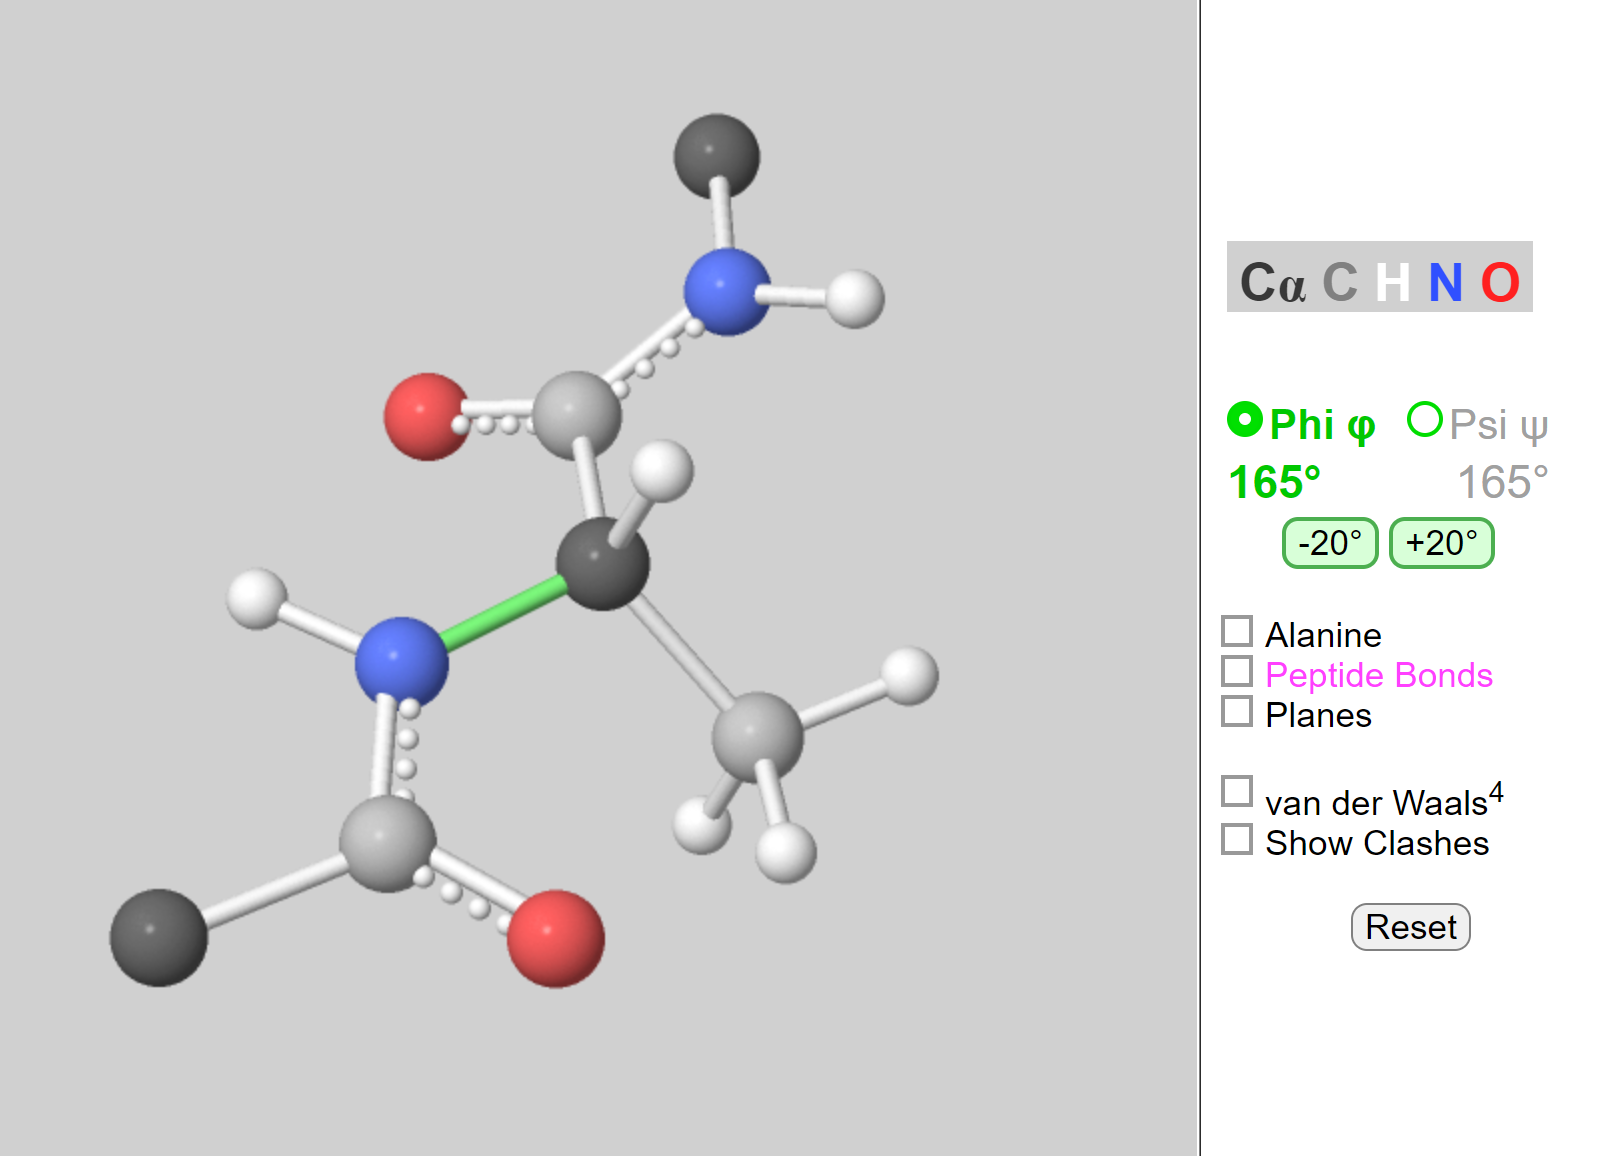 Cα C H N O
Phi φ Psi ψ
165° 165°
-20° +20°
Alanine
Peptide Bonds
Planes
van der Waals4
Show Clashes
Reset